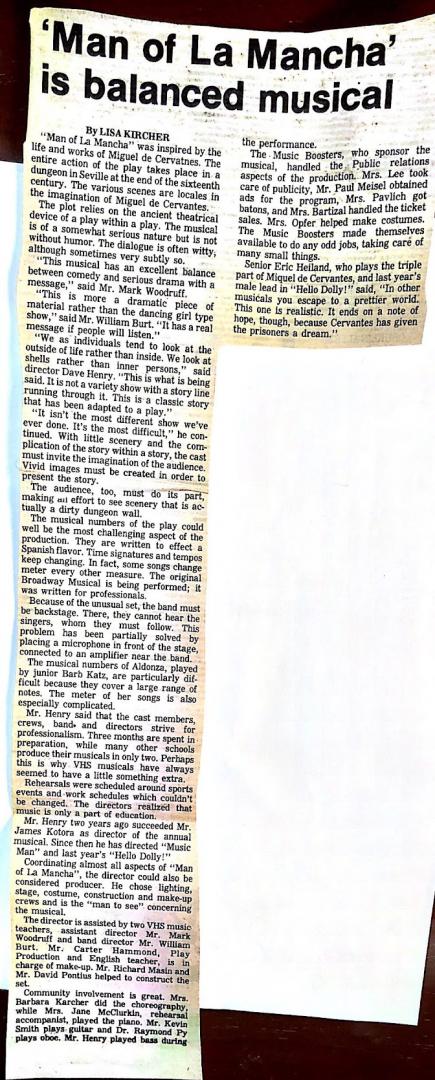 'Man of La Mancha'
is balanced musical
By LISA KIRCHER
"Man of La Mancha" was inspired by the
life and works of Miguel de Cervatnes. The
entire action of the play takes place in a
dungeon in Seville at the end of the sixteenth
century. The various scenes are locales in
the imagination of Miguel de Cervantes.
The plot relies on the ancient theatrical
device of a play within a play. The musical
is of a somewhat serious nature but is not
without humor. The dialogue is often witty,
although sometimes very subtly so.
"This musical has an excellent balance
between comedy and serious drama with a
message," said Mr. Mark Woodruff.
"This is more a dramatic piece of
material rather than the dancing girl type
show," said Mr. William Burt. "It has a real
message if people will listen."
"We as individuals tend to look at the
outside of life rather than inside. We look at
shells rather than inner persons," said
director Dave Henry. "This is what is being
said. It is not a variety show with a story line
running through it. This is a classic story
that has been adapted to a play."
"It isn't the most different show we've
ever done. It's the most difficult," he con-
tinued. With little scenery and the com-
plication of the story within a story, the cast
must invite the imagination of the audience.
Vivid images must be created in order to
present the story.
The audience, too, must do its part,
making an effort to see scenery that is ac-
tually a dirty dungeon wall.
The musical numbers of the play could
well be the most challenging aspect of the
production. They are written to effect a
Spanish flavor. Time signatures and tempos
keep changing. In fact, some songs change
meter every other measure. The original
Broadway Musical is being performed; it
was written for professionals.
Because of the unusual set, the band must
be backstage. There, they cannot hear the
singers, whom they must follow. This
problem has been partially solved by
placing a microphone in front of the stage,
connected to an amplifier near the band.
The musical numbers of Aldonza, played
by junior Barb Katz, are particularly dif-
ficult because they cover a large range of
notes. The meter of her songs is also
especially complicated.
Mr. Henry said that the cast members,
crews, band and directors strive for
professionalism. Three months are spent in
preparation, while many other schools
produce their musicals in only two. Perhaps
this is why VHS musicals have always
seemed to have a little something extra.
Rehearsals were scheduled around sports
events and work schedules which couldn't
be changed. The directors realized that
music is only a part of education.
Mr. Henry two years ago succeeded Mr.
James Kotora as director of the annual
musical. Since then he has directed "Music
Man" and last year's "Hello Dolly!"
Coordinating almost all aspects of "Man
of La Mancha", the director could also be
considered producer. He chose lighting,
stage, costume, construction and make-up
crews and is the "man to see" concerning
the musical.
The director is assisted by two VHS music
teachers, assistant director Mr. Mark
Woodruff and band director Mr. William
Burt. Mr. Carter Hammond, Play
Production and English teacher, is in
charge of make-up. Mr. Richard Masin and
Mr. David Pontius helped to construct the
set.
Community involvement is great. Mrs.
Barbara Karcher did the choreography,
while Mrs. Jane McClurkin, rehearsal
accompanist, played the piano. Mr. Kevin
Smith plays guitar and Dr. Raymond Py
plays oboe. Mr. Henry played bass during
the performance.
The Music Boosters, who sponsor the
musical, handled the Public relations
aspects of the production. Mrs. Lee took
care of publicity, Mr. Paul Meisel obtained
ads for the program, Mrs. Pavlich got
batons, and Mrs. Bartizal handled the ticket
sales. Mrs. Opfer helped make costumes.
The Music Boosters made themselves
available to do any odd jobs, taking care of
many small things.
Senior Eric Heiland, who plays the triple
part of Miquel de Cervantes, and last year's
male lead in "Hello Dolly!" said, "In other
musicals you escape to a prettier world.
This one is realistic. It ends on a note of
hope, though, because Cervantes has given
the prisoners a dream."